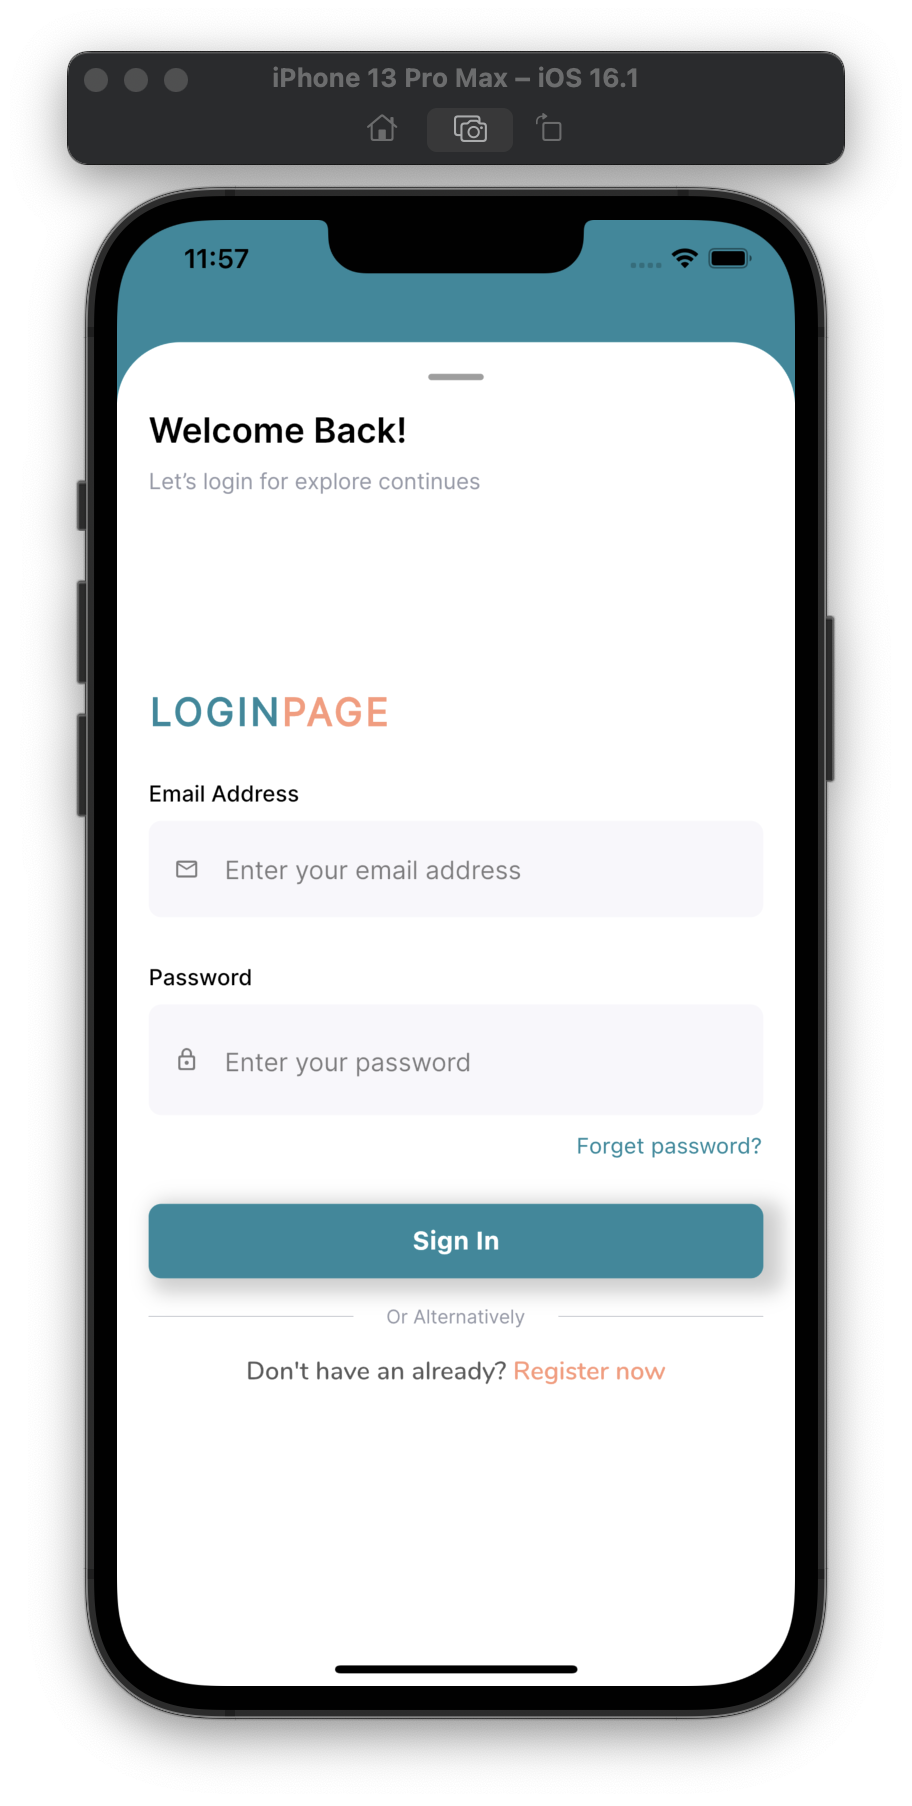 iPhone 13 Pro Max – iOS 16.1
11:57
Welcome Back!
Let’s login for explore continues
LOGINPAGE
Email Address
Enter your email address
Password
Enter your password
Forget password?
Sign In
Or Alternatively
Don't have an already? Register now